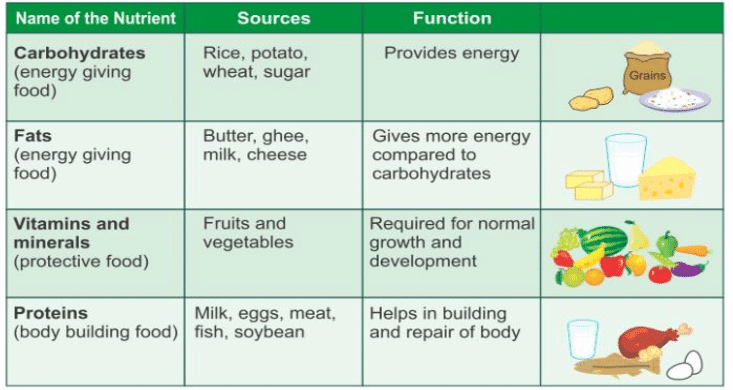 Name of the Nutrient
Sources
Function
Carbohydrates
(energy giving
food)
Rice, potato,
wheat, sugar
Provides energy
Grains
Fats
(energy giving
food)
Butter, ghee,
milk, cheese
Gives more energy
compared to
carbohydrates
Vitamins and
minerals
(protective food)
Fruits and
vegetables
Required for normal
growth and
development
Proteins
(body building food)
Milk, eggs, meat,
fish, soybean
Helps in building
and repair of body